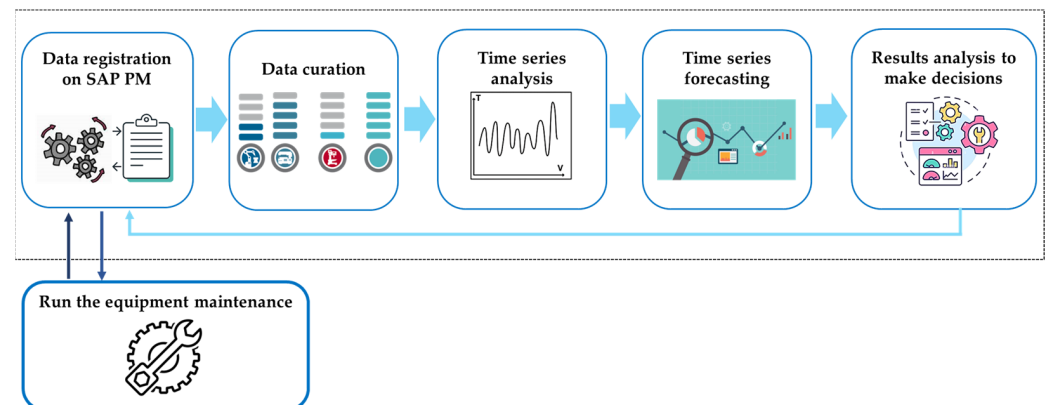 Data registration
on SAP PM
Data curation
Time series
analysis
T
V
Time series
forecasting
Results analysis to
make decisions
Run the equipment maintenance